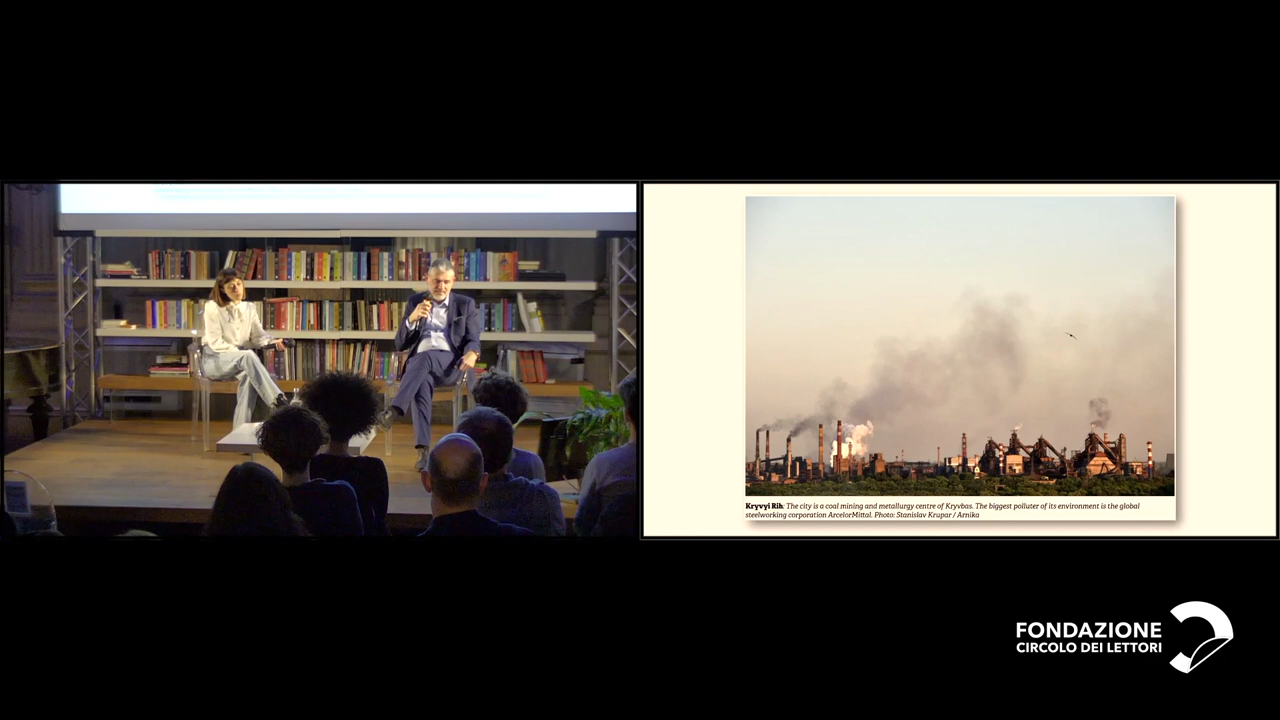 Kryvyi Rih: The city is a coal mining and metallurgy centre of Kryvbas. The biggest polluter of its environment is the global
steelworking corporation ArcelorMittal. Photo: Stanislav Krupar / Arnika
FONDAZIONE
CIRCOLO DEI LETTORI